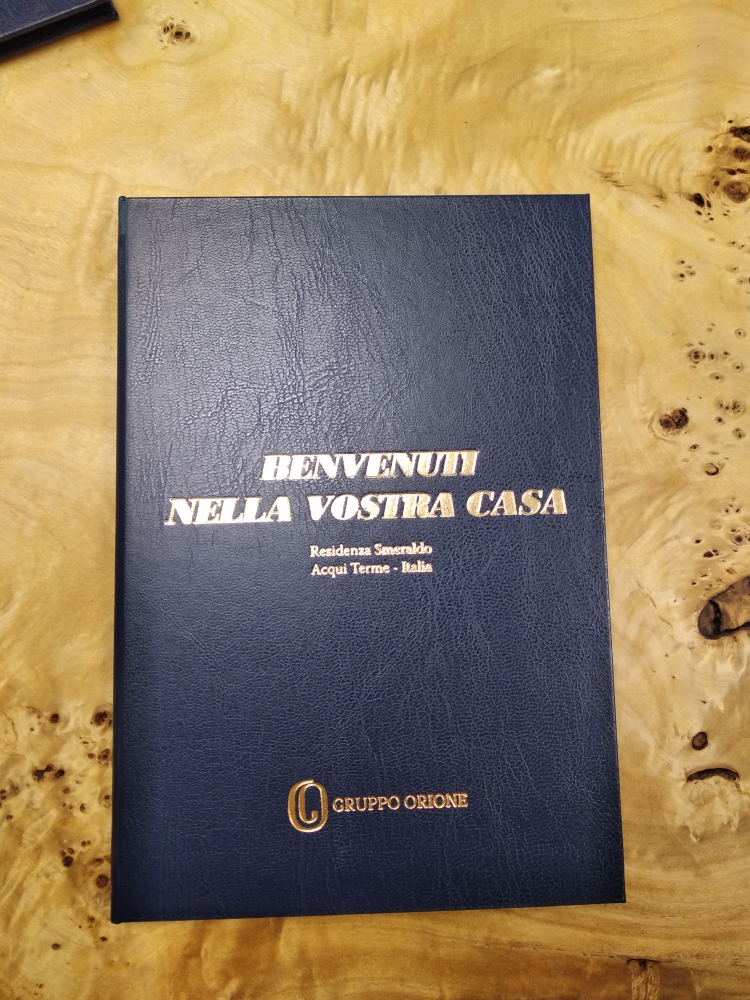 BENVENUTI
NELLA VOSTRA CASA
Residenza Smeraldo
Acqui Terme - Italia
GRUPPO ORIONE